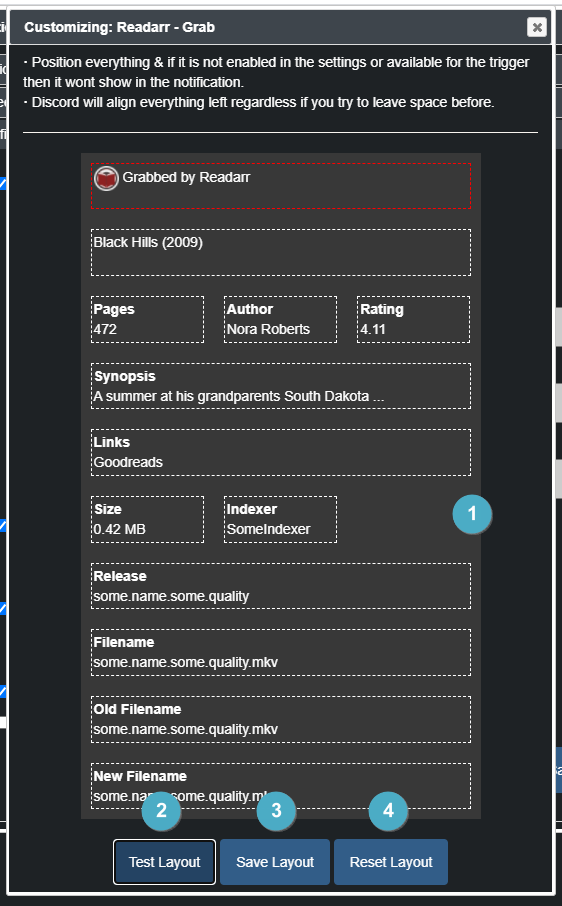 Customizing: Readarr - Grab
· Position everything & if it is not enabled in the settings or available for the trigger
then it wont show in the notification.
· Discord will align everything left regardless if you try to leave space before.
Grabbed by Readarr
Black Hills (2009)
Pages
472
Author
Nora Roberts
Rating
4.11
Synopsis
A summer at his grandparents South Dakota ...
Links
Goodreads
Size
0.42 MB
Indexer
SomeIndexer
1
Release
some.name.some.quality
Filename
some.name.some.quality.mkv
Old Filename
some.name.some.quality.mkv
New Filename
2
3
4
Test Layout
Save Layout
Reset Layout